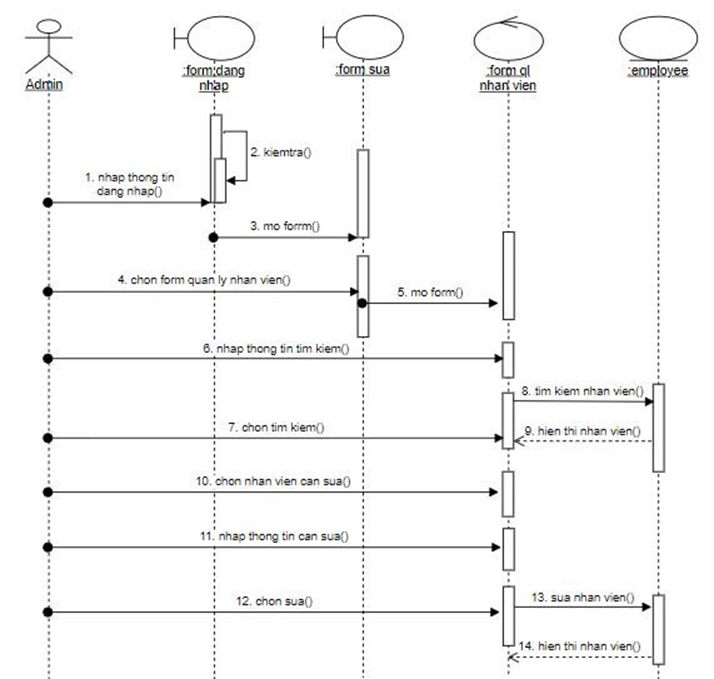 Admin
:form dang
nhap
:form sua
:form ql
nhan vien
:employee
2. kiemtra()
1. nhap thong tin
dang nhap()
3. mo forrm()
4. chon form quan ly nhan vien()
5. mo form()
6. nhap thong tin tim kiem()
8. tim kiem nhan vien()
7. chon tim kiem()
9. hien thi nhan vien()
10. chon nhan vien can sua()
11. nhap thong tin can sua()
12. chon sua()
13. sua nhan vien()
14. hien thi nhan vien()